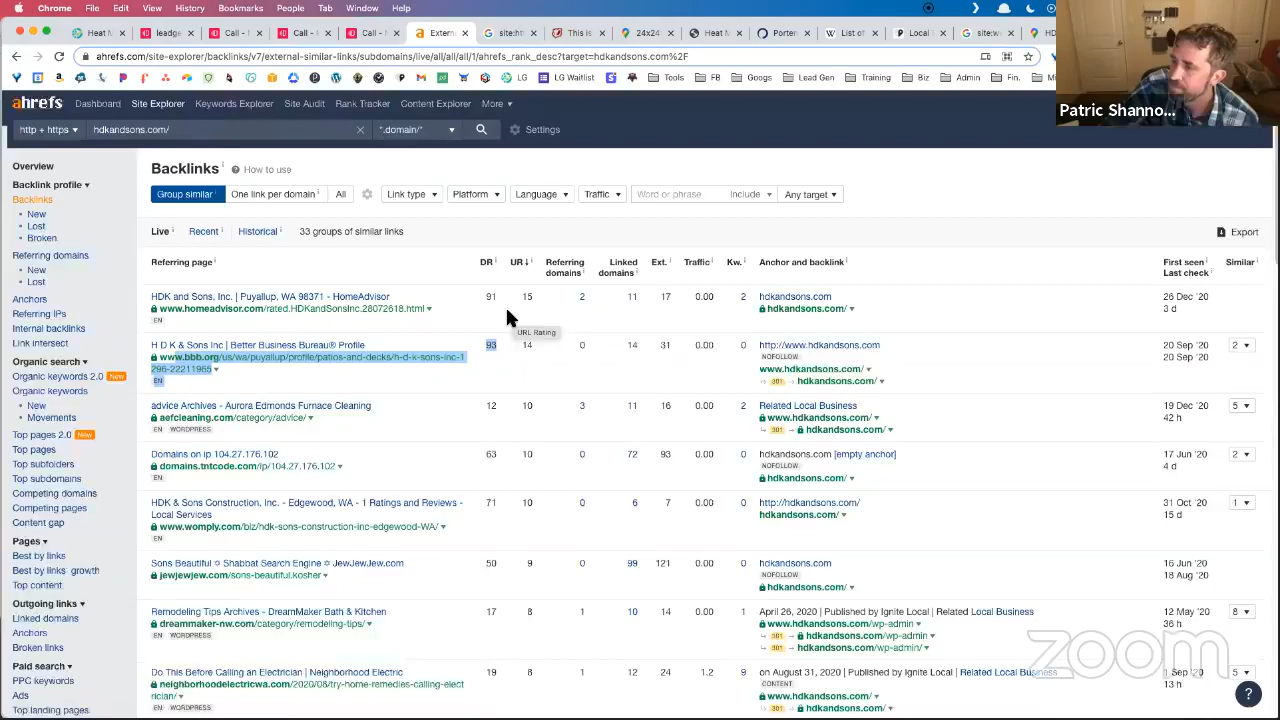 Chrome File Edit View History Bookmarks People Tab Window Help
Heat M leadge Call - Call - Call - Extern site:ht This is 24x24 Heat M Porter List of Local site:w
ahrefs.com/site-explorer/backlinks/v7/external-similar-links/subdomains/live/all/all/all/1/ahrefs_rank_desc?target=hdkandsons.com%2F
LG LG Tools FB Googs Lead Gen Training Biz Admin Fin.
Patric Shanno...
ahrefs Dashboard Site Explorer Keywords Explorer Site Audit Rank Tracker Content Explorer More
http + https hdkandsons.com/ *.domain/* Settings
Overview
Backlink profile
Backlinks
New
Lost
Broken
Referring domains
New
Lost
Anchors
Referring IPs
Internal backlinks
Link intersect
Organic search
Organic keywords 2.0 New
Organic keywords
New
Movements
Top pages 2.0 New
Top pages
Top subfolders
Top subdomains
Competing domains
Competing pages
Content gap
Pages
Best by links
Best by links' growth
Top content
Outgoing links
Linked domains
Anchors
Broken links
Paid search
PPC keywords
Ads
Top landing pages
Backlinks How to use
Group similar One link per domain All Link type Platform Language Traffic Word or phrase Include Any target
Live Recent Historical 33 groups of similar links Export
Referring page DR UR Referring domains Linked domains Ext. Traffic Kw. Anchor and backlink First seen Last check Similar
HDK and Sons, Inc. | Puyallup, WA 98371 - HomeAdvisor 91 15 2 11 17 0.00 2 hdkandsons.com 26 Dec '20
www.homeadvisor.com/rated.HDKandSonsInc.28072618.html hdkandsons.com/ 3 d
EN
URL Rating
H D K & Sons Inc | Better Business Bureau® Profile 93 14 0 14 31 0.00 0 http://www.hdkandsons.com 20 Sep '20 2
www.bbb.org/us/wa/puyallup/profile/patios-and-decks/h-d-k-sons-inc-1 NOFOLLOW 20 Sep '20
296-22211965 www.hdkandsons.com/
EN 301 hdkandsons.com/
advice Archives - Aurora Edmonds Furnace Cleaning 12 10 3 11 16 0.00 2 Related Local Business 19 Dec '20 5
aefcleaning.com/category/advice/ www.hdkandsons.com/ 42 h
EN WORDPRESS 301 hdkandsons.com/
Domains on ip 104.27.176.102 63 10 0 72 93 0.00 0 hdkandsons.com [empty anchor] 17 Jun '20 2
domains.tntcode.com/ip/104.27.176.102 NOFOLLOW 4 d
EN hdkandsons.com/
HDK & Sons Construction, Inc. - Edgewood, WA - 1 Ratings and Reviews - 71 10 0 6 7 0.00 0 http://hdkandsons.com/ 31 Oct '20 1
Local Services hdkandsons.com/ 15 d
www.womply.com/biz/hdk-sons-construction-inc-edgewood-WA/
EN
Sons Beautiful ✡ Shabbat Search Engine ✡ JewJewJew.com 50 9 0 99 121 0.00 0 hdkandsons.com 16 Jun '20
jewjewjew.com/sons-beautiful.kosher NOFOLLOW 18 Aug '20
hdkandsons.com/
Remodeling Tips Archives - DreamMaker Bath & Kitchen 17 8 1 10 14 0.00 1 April 26, 2020 | Published by Ignite Local | Related Local Business 12 May '20 8
dreammaker-nw.com/category/remodeling-tips/ www.hdkandsons.com/wp-admin 36 h
EN WORDPRESS 301 hdkandsons.com/wp-admin
301 hdkandsons.com/wp-admin/
Do This Before Calling an Electrician | Neighborhood Electric 19 8 1 12 24 1.2 9 on August 31, 2020 | Published by Ignite Local | Related Local Business 1 Sep '20 5
neighborhoodelectricwa.com/2020/08/try-home-remedies-calling-elect CONTENT 13 h
rician/ www.hdkandsons.com/
EN WORDPRESS 301 hdkandsons.com/
zoom